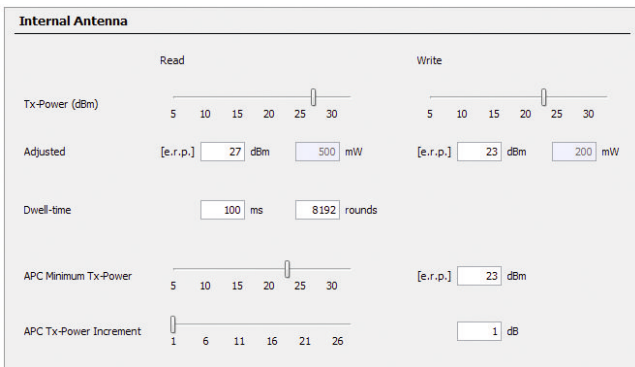 Internal Antenna
Read Write
Tx-Power (dBm)
5 10 15 20 25 30 5 10 15 20 25 30
Adjusted [e.r.p.] 27 dBm 500 mW [e.r.p.] 23 dBm 200 mW
Dwell-time 100 ms 8192 rounds
APC Minimum Tx-Power [e.r.p.] 23 dBm
5 10 15 20 25 30
APC Tx-Power Increment 1 dB
1 6 11 16 21 26